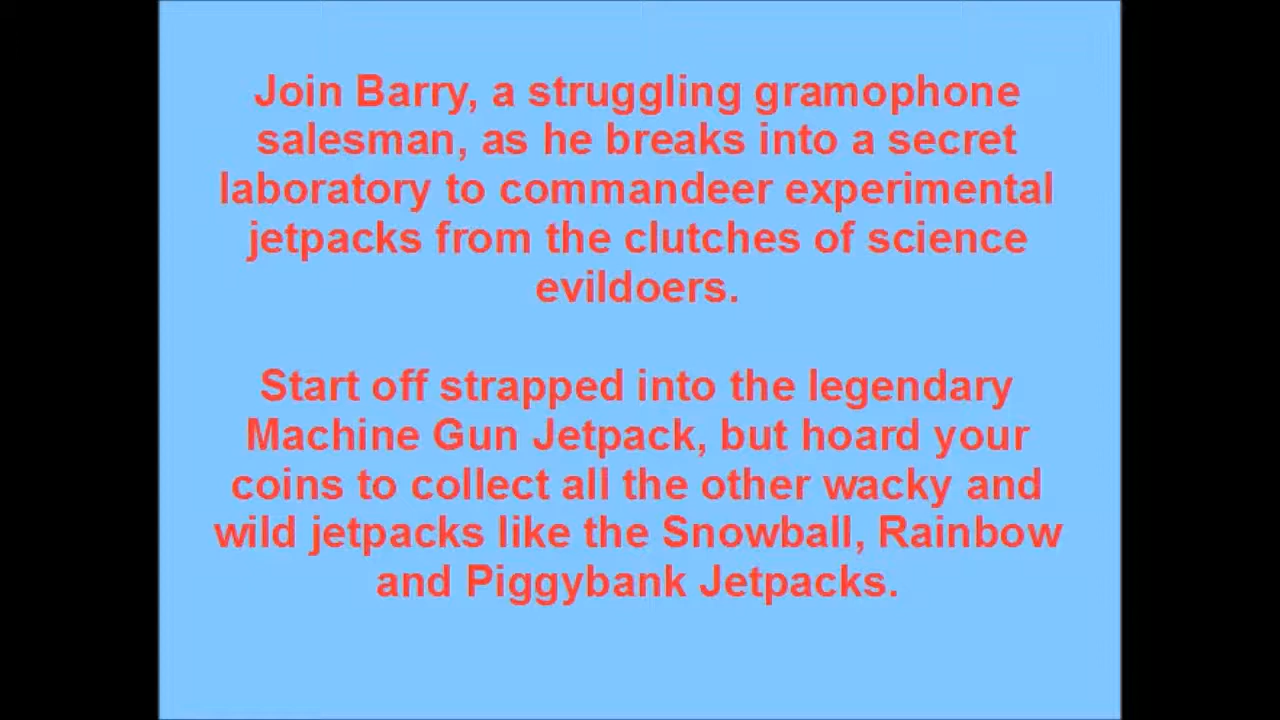 Join Barry, a struggling gramophone
salesman, as he breaks into a secret
laboratory to commandeer experimental
jetpacks from the clutches of science
evildoers.
Start off strapped into the legendary
Machine Gun Jetpack, but hoard your
coins to collect all the other wacky and
wild jetpacks like the Snowball, Rainbow
and Piggybank Jetpacks.